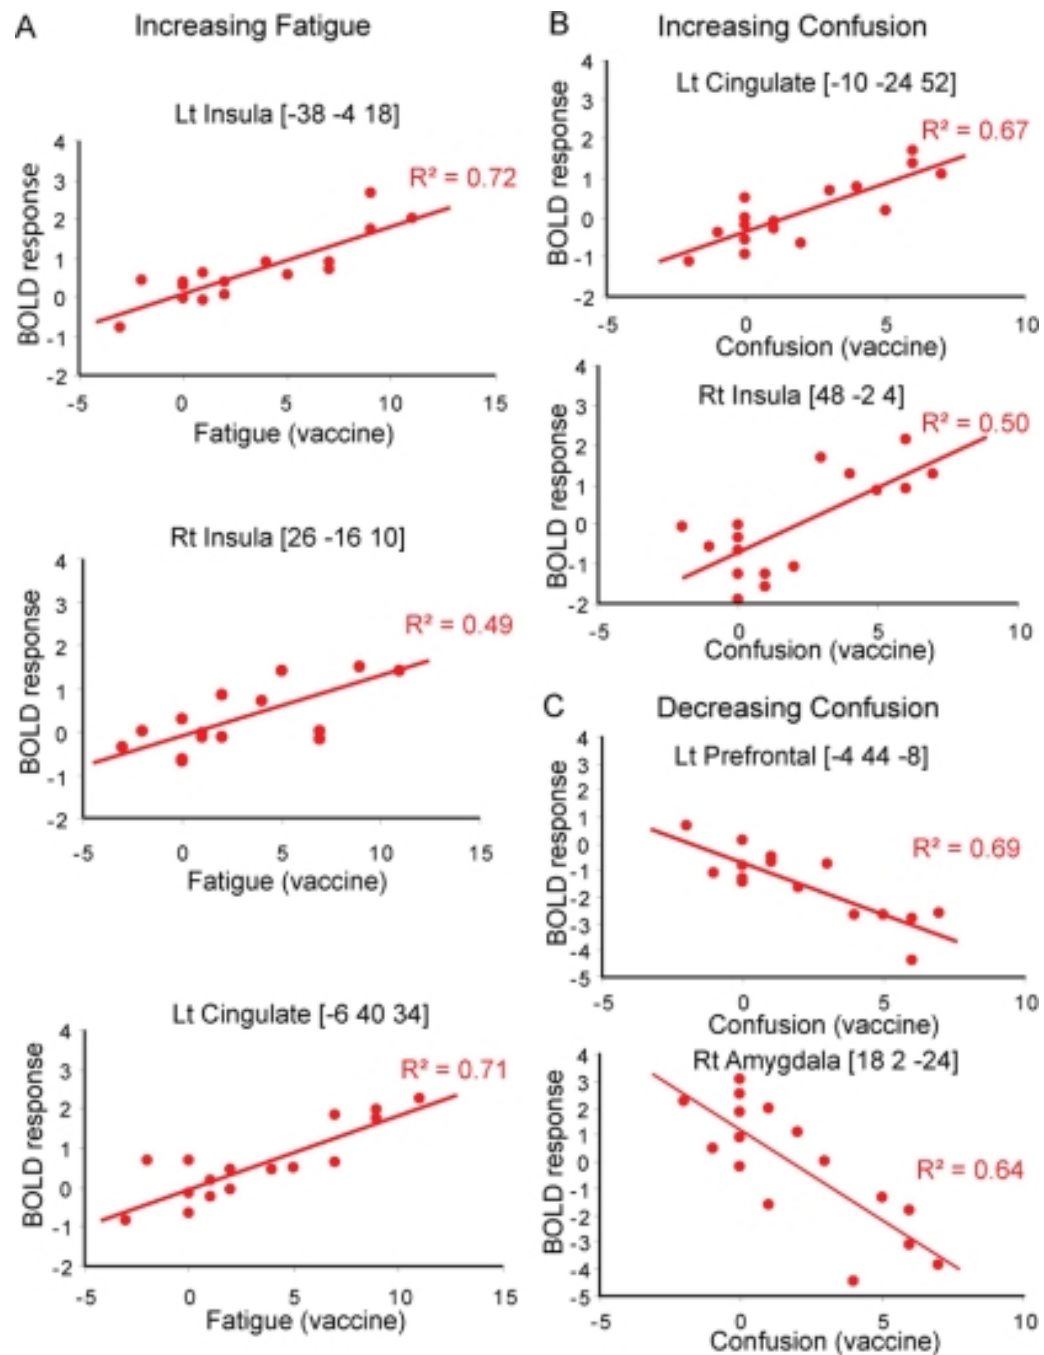 A Increasing Fatigue
Lt Insula [-38 -4 18]
R² = 0.72
BOLD response
4
3
2
1
0
-1
-2
-5 0 5 10 15
Fatigue (vaccine)
Rt Insula [26 -16 10]
R² = 0.49
BOLD response
4
3
2
1
0
-1
-2
-5 0 5 10 15
Fatigue (vaccine)
Lt Cingulate [-6 40 34]
R² = 0.71
BOLD response
4
3
2
1
0
-1
-2
-5 0 5 10 15
Fatigue (vaccine)
B Increasing Confusion
Lt Cingulate [-10 -24 52]
R² = 0.67
BOLD response
4
3
2
1
0
-1
-2
-5 0 5 10
Confusion (vaccine)
Rt Insula [48 -2 4]
R² = 0.50
BOLD response
4
3
2
1
0
-1
-2
-5 0 5 10
Confusion (vaccine)
C Decreasing Confusion
Lt Prefrontal [-4 44 -8]
R² = 0.69
BOLD response
4
3
2
1
0
-1
-2
-3
-4
-5
-5 0 5 10
Confusion (vaccine)
Rt Amygdala [18 2 -24]
R² = 0.64
BOLD response
4
3
2
1
0
-1
-2
-3
-4
-5
-5 0 5 10
Confusion (vaccine)